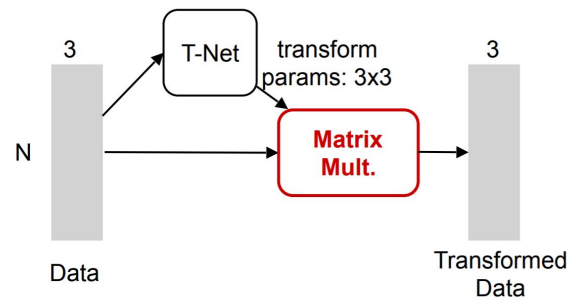 3
T-Net
transform
params: 3x3
3
N
Matrix
Mult.
Data
Transformed
Data